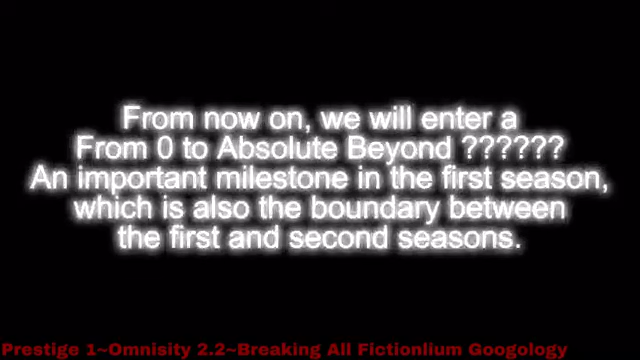 From now on, we will enter a
From 0 to Absolute Beyond ??????
An important milestone in the first season,
which is also the boundary between
the first and second seasons.
Prestige 1~Omnisity 2.2~Breaking All Fictionlium Googology